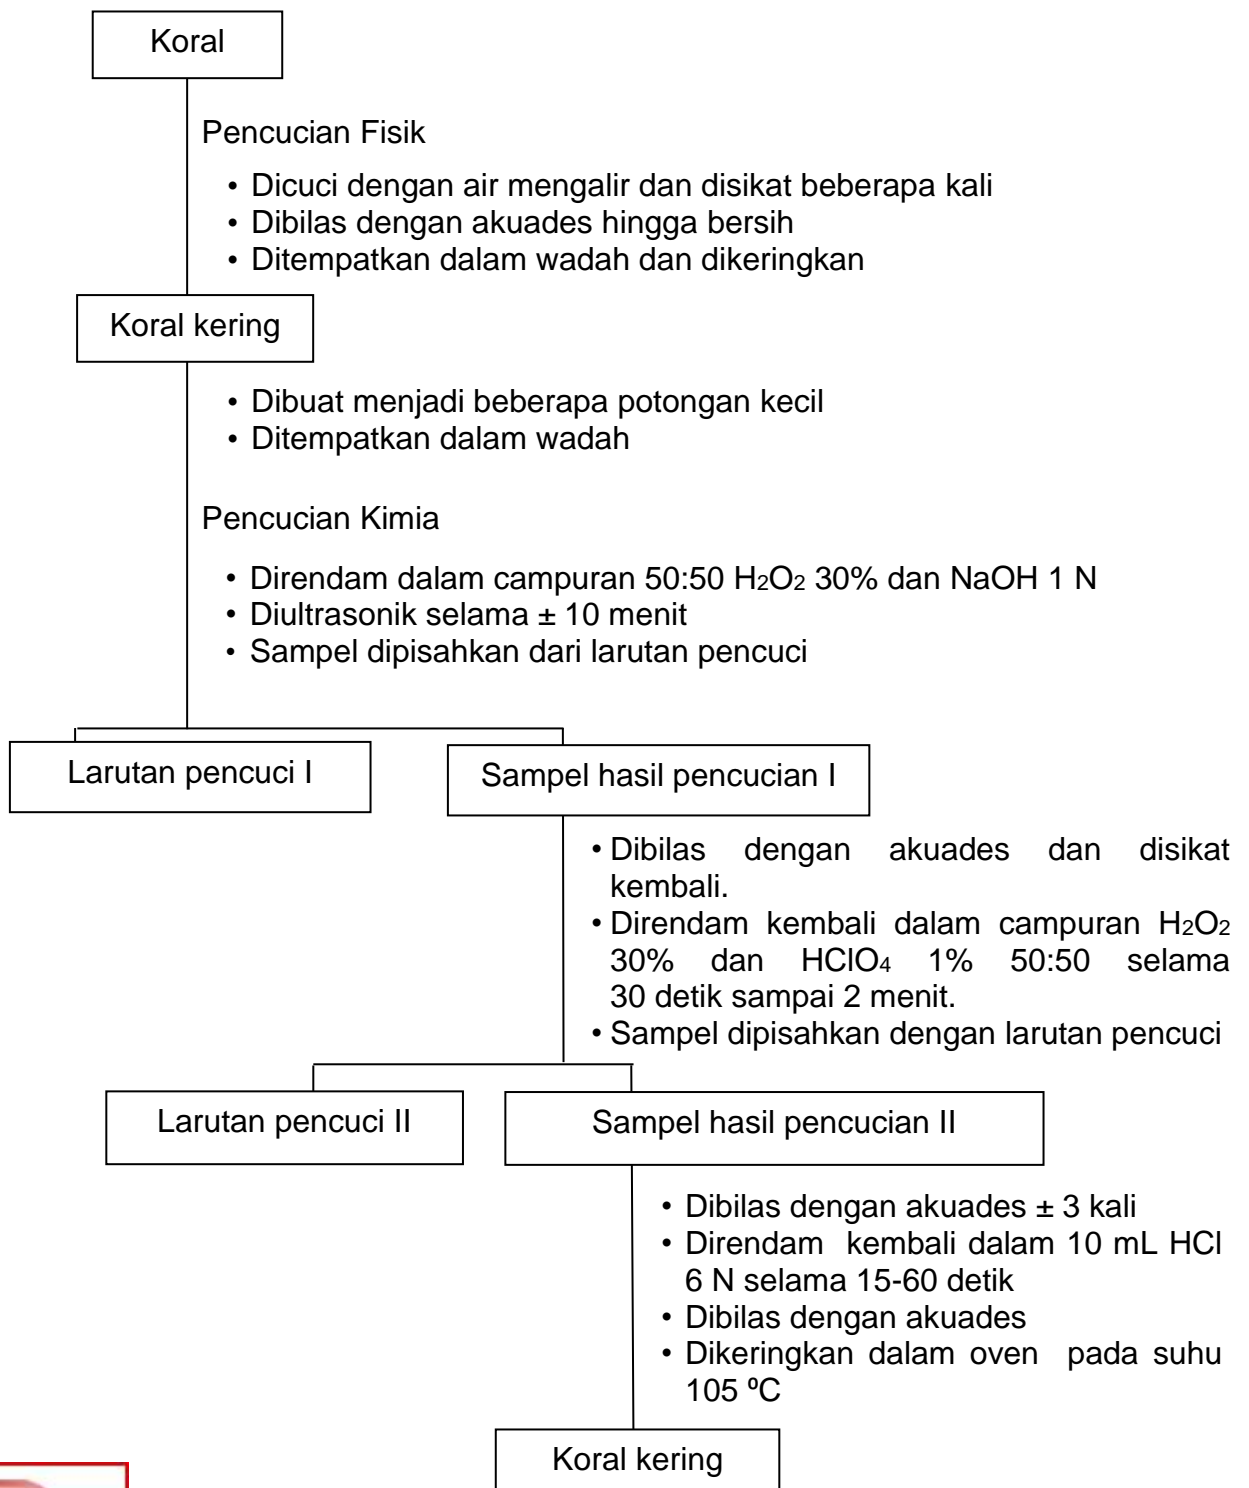 Koral
Pencucian Fisik
• Dicuci dengan air mengalir dan disikat beberapa kali
• Dibilas dengan akuades hingga bersih
• Ditempatkan dalam wadah dan dikeringkan
Koral kering
• Dibuat menjadi beberapa potongan kecil
• Ditempatkan dalam wadah
Pencucian Kimia
• Direndam dalam campuran 50:50 H₂O₂ 30% dan NaOH 1 N
• Diultrasonik selama ± 10 menit
• Sampel dipisahkan dari larutan pencuci
Larutan pencuci I
Sampel hasil pencucian I
• Dibilas dengan akuades dan disikat
kembali.
• Direndam kembali dalam campuran H₂O₂
30% dan HClO₄ 1% 50:50 selama
30 detik sampai 2 menit.
• Sampel dipisahkan dengan larutan pencuci
Larutan pencuci II
Sampel hasil pencucian II
• Dibilas dengan akuades ± 3 kali
• Direndam kembali dalam 10 mL HCl
6 N selama 15-60 detik
• Dibilas dengan akuades
• Dikeringkan dalam oven pada suhu
105 ºC
Koral kering